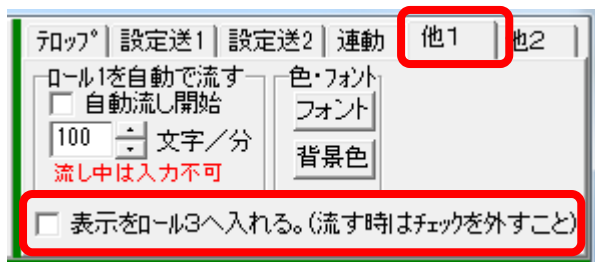 ﾃﾛｯﾌﾟ 設定送1 設定送2 連動 他1 他2
ﾛｰﾙ1を自動で流す
自動流し開始
100 文字／分
流し中は入力不可
色・ﾌｫﾝﾄ
フォント
背景色
表示をﾛｰﾙ3へ入れる。(流す時はﾁｪｯｸを外すこと)